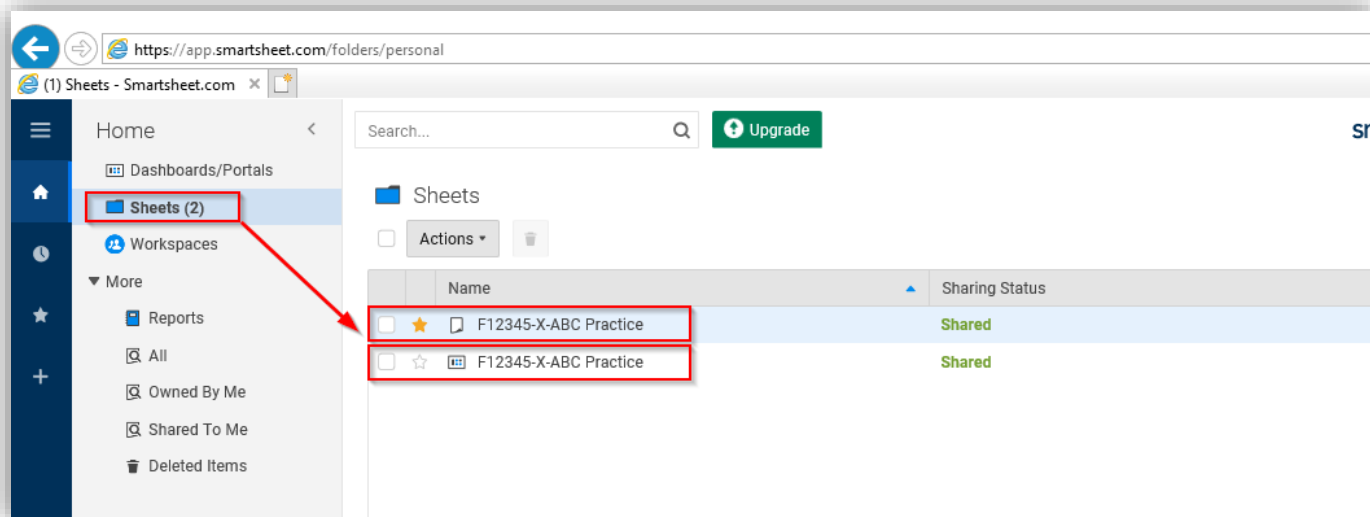 https://app.smartsheet.com/folders/personal
(1) Sheets - Smartsheet.com
Home
Search...
Upgrade
sr
Dashboards/Portals
Sheets (2)
Workspaces
More
Reports
All
Owned By Me
Shared To Me
Deleted Items
Sheets
Actions
Name Sharing Status
F12345-X-ABC Practice Shared
F12345-X-ABC Practice Shared